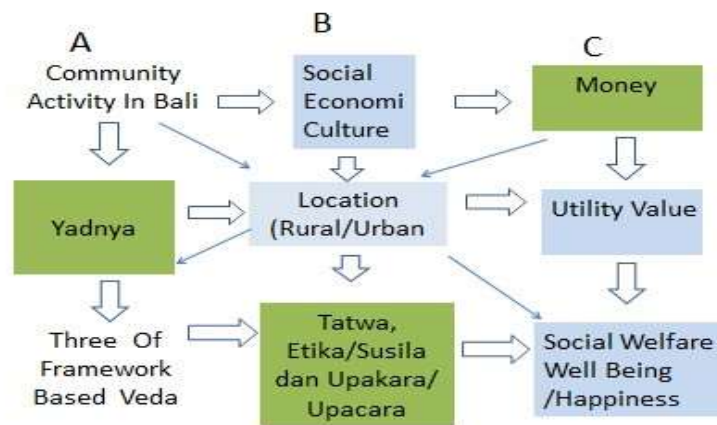 A
B
C
Community
Activity In Bali
Social
Economi
Culture
Money
Yadnya
Location
(Rural/Urban
Utility Value
Three Of
Framework
Based Veda
Tatwa,
Etika/Susila
dan Upakara/
Upacara
Social Welfare
Well Being
/Happiness